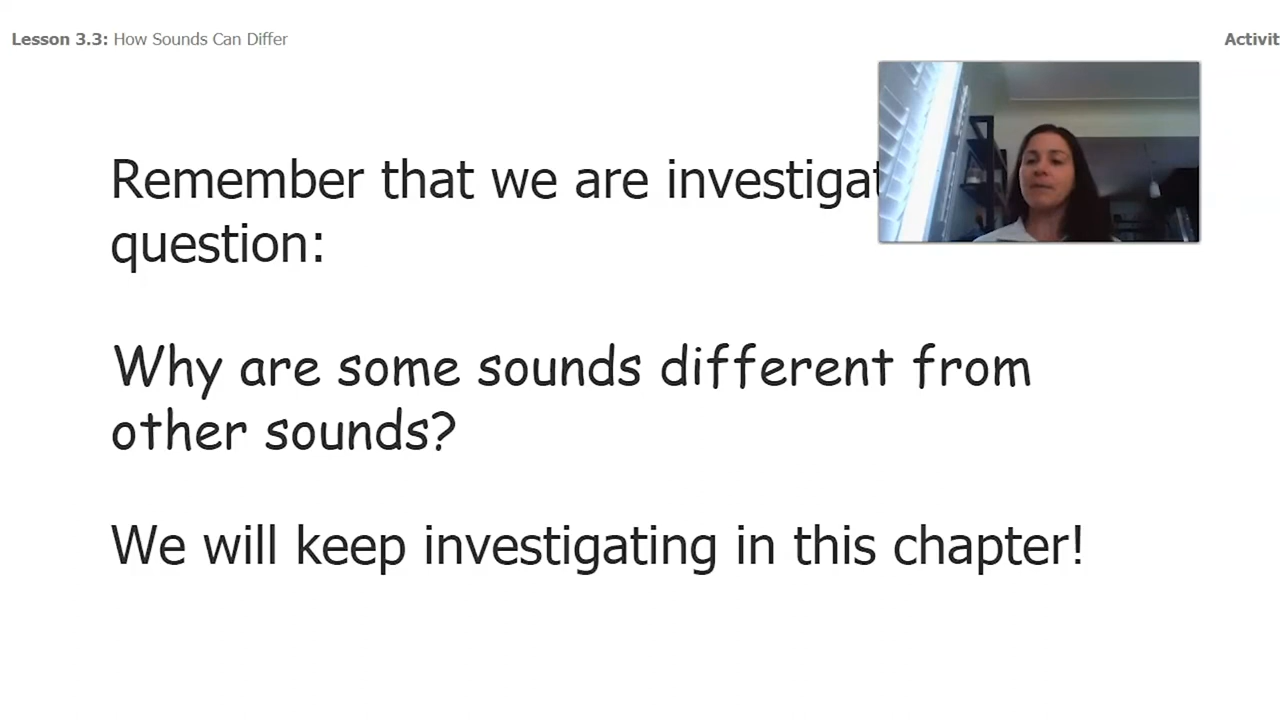 Lesson 3.3: How Sounds Can Differ
Activit
Remember that we are investigat
question:
Why are some sounds different from
other sounds?
We will keep investigating in this chapter!